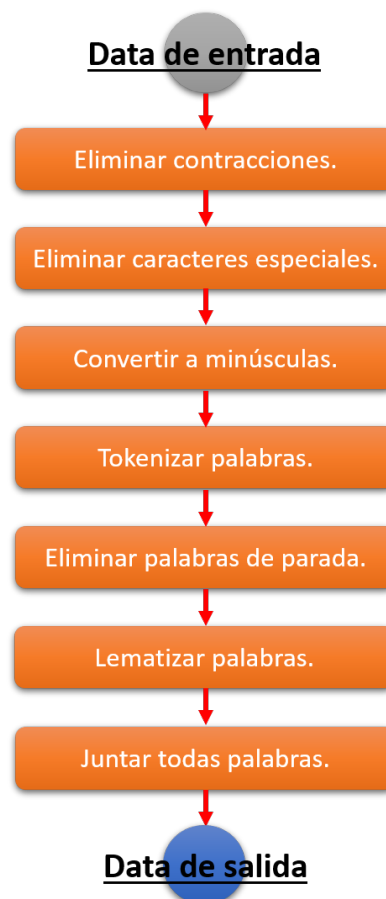 Data de entrada
Eliminar contracciones.
Eliminar caracteres especiales.
Convertir a minúsculas.
Tokenizar palabras.
Eliminar palabras de parada.
Lematizar palabras.
Juntar todas palabras.
Data de salida